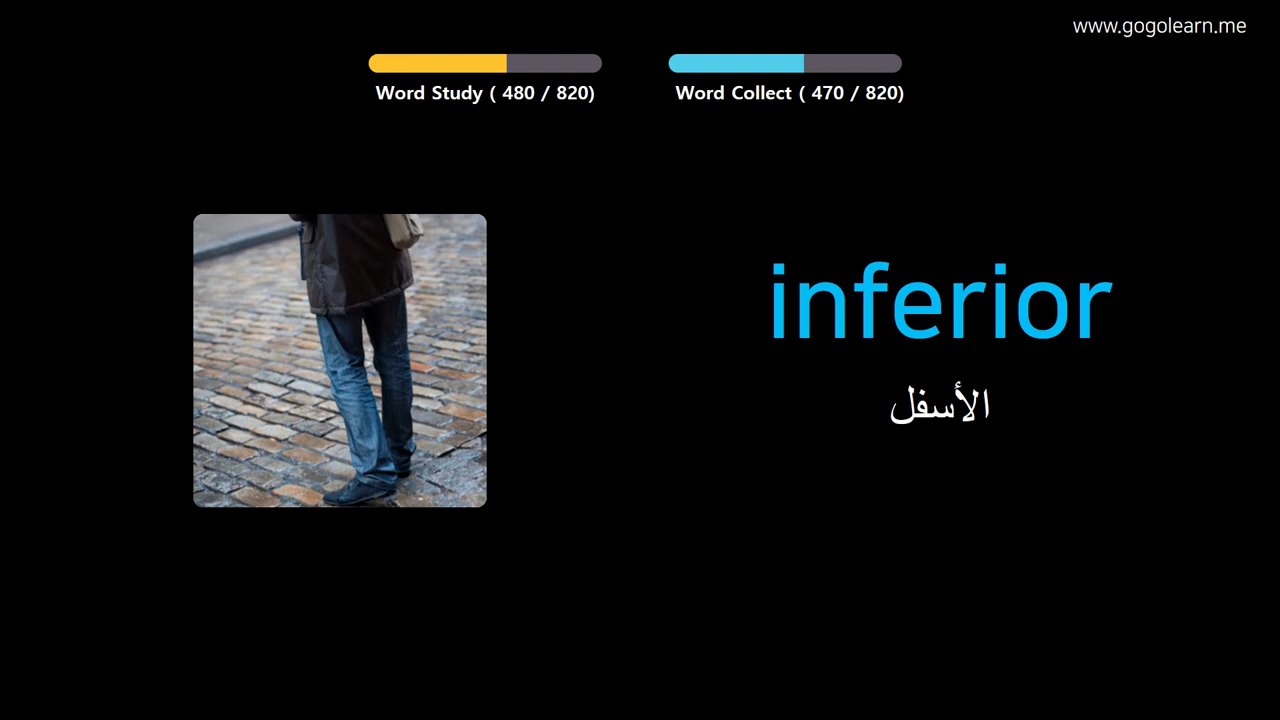 www.gogolearn.me
Word Study ( 480 / 820)
Word Collect ( 470 / 820)
inferior
الأسفل